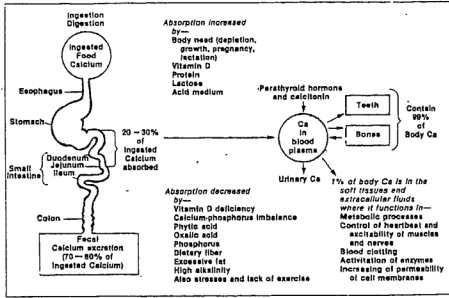 Ingestion
Digestion
Ingested
Food
Calcium
Esophagus
Stomach
Duodenum
Jejunum
Ileum
Small
Intestine
Colon
Fecal
Calcium excretion
(70-80% of
Ingested Calcium)
20-30%
of
Ingested
Calcium
absorbed
Absorption increased
by—
Body need (depletion,
growth, pregnancy,
lactation)
Vitamin D
Protein
Lactose
Acid medium
Absorption decreased
by—
Vitamin D deficiency
Calcium-phosphorus imbalance
Phytic acid
Oxalic acid
Phosphorus
Dietary fiber
Excessive fat
High alkalinity
Also stresses and lack of exercise
Parathyroid hormone
and calcitonin
Ca
in
blood
plasma
Urinary Ca
Teeth
Bones
Contain
99%
of
Body Ca
1% of body Ca is in the
soft tissues and
extracellular fluids
where it functions in—
Metabolic processes
Control of heartbeat and
excitability of muscles
and nerves
Blood clotting
Activitation of enzymes
Increasing of permeability
of cell membranes